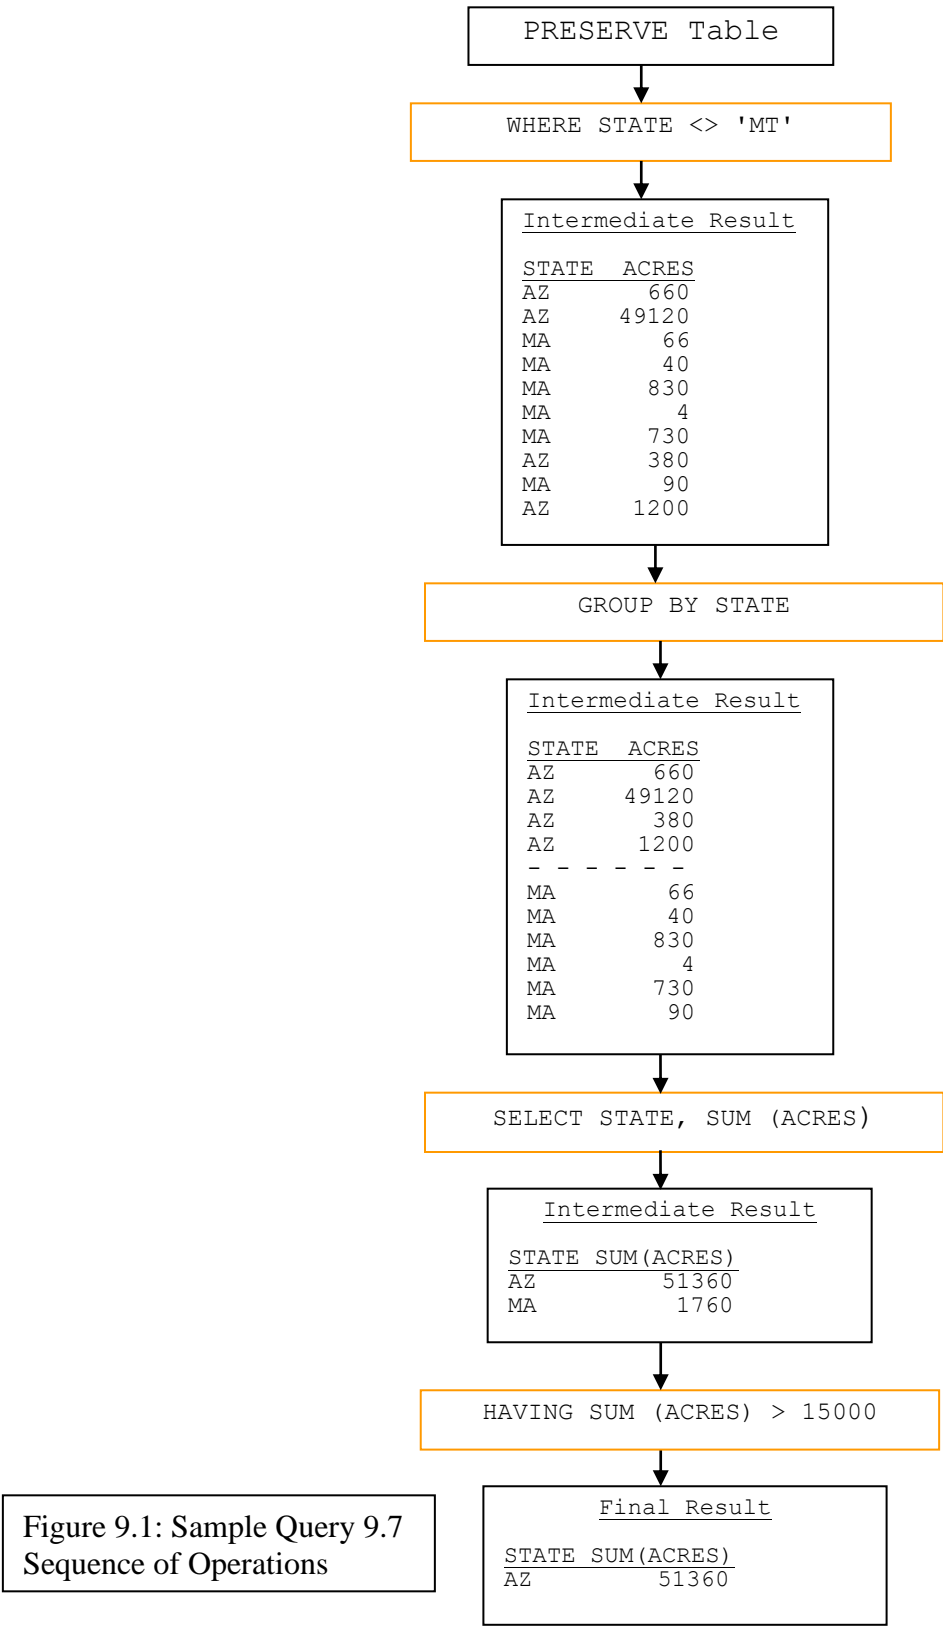 PRESERVE Table
WHERE STATE <> 'MT'
Intermediate Result
STATE ACRES
AZ 660
AZ 49120
MA 66
MA 40
MA 830
MA 4
MA 730
AZ 380
MA 90
AZ 1200
GROUP BY STATE
Intermediate Result
STATE ACRES
AZ 660
AZ 49120
AZ 380
AZ 1200
- - - - - -
MA 66
MA 40
MA 830
MA 4
MA 730
MA 90
SELECT STATE, SUM (ACRES)
Intermediate Result
STATE SUM(ACRES)
AZ 51360
MA 1760
HAVING SUM (ACRES) > 15000
Final Result
STATE SUM(ACRES)
AZ 51360
Figure 9.1: Sample Query 9.7
Sequence of Operations